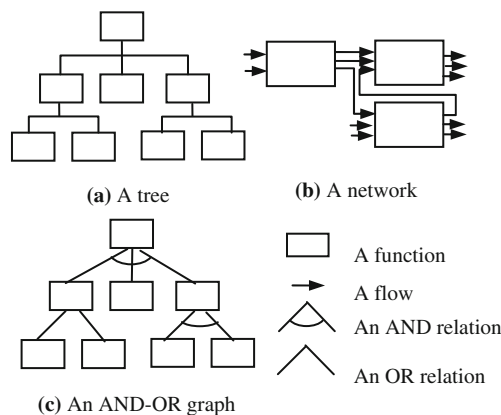 (a) A tree
(b) A network
A function
A flow
An AND relation
An OR relation
(c) An AND-OR graph